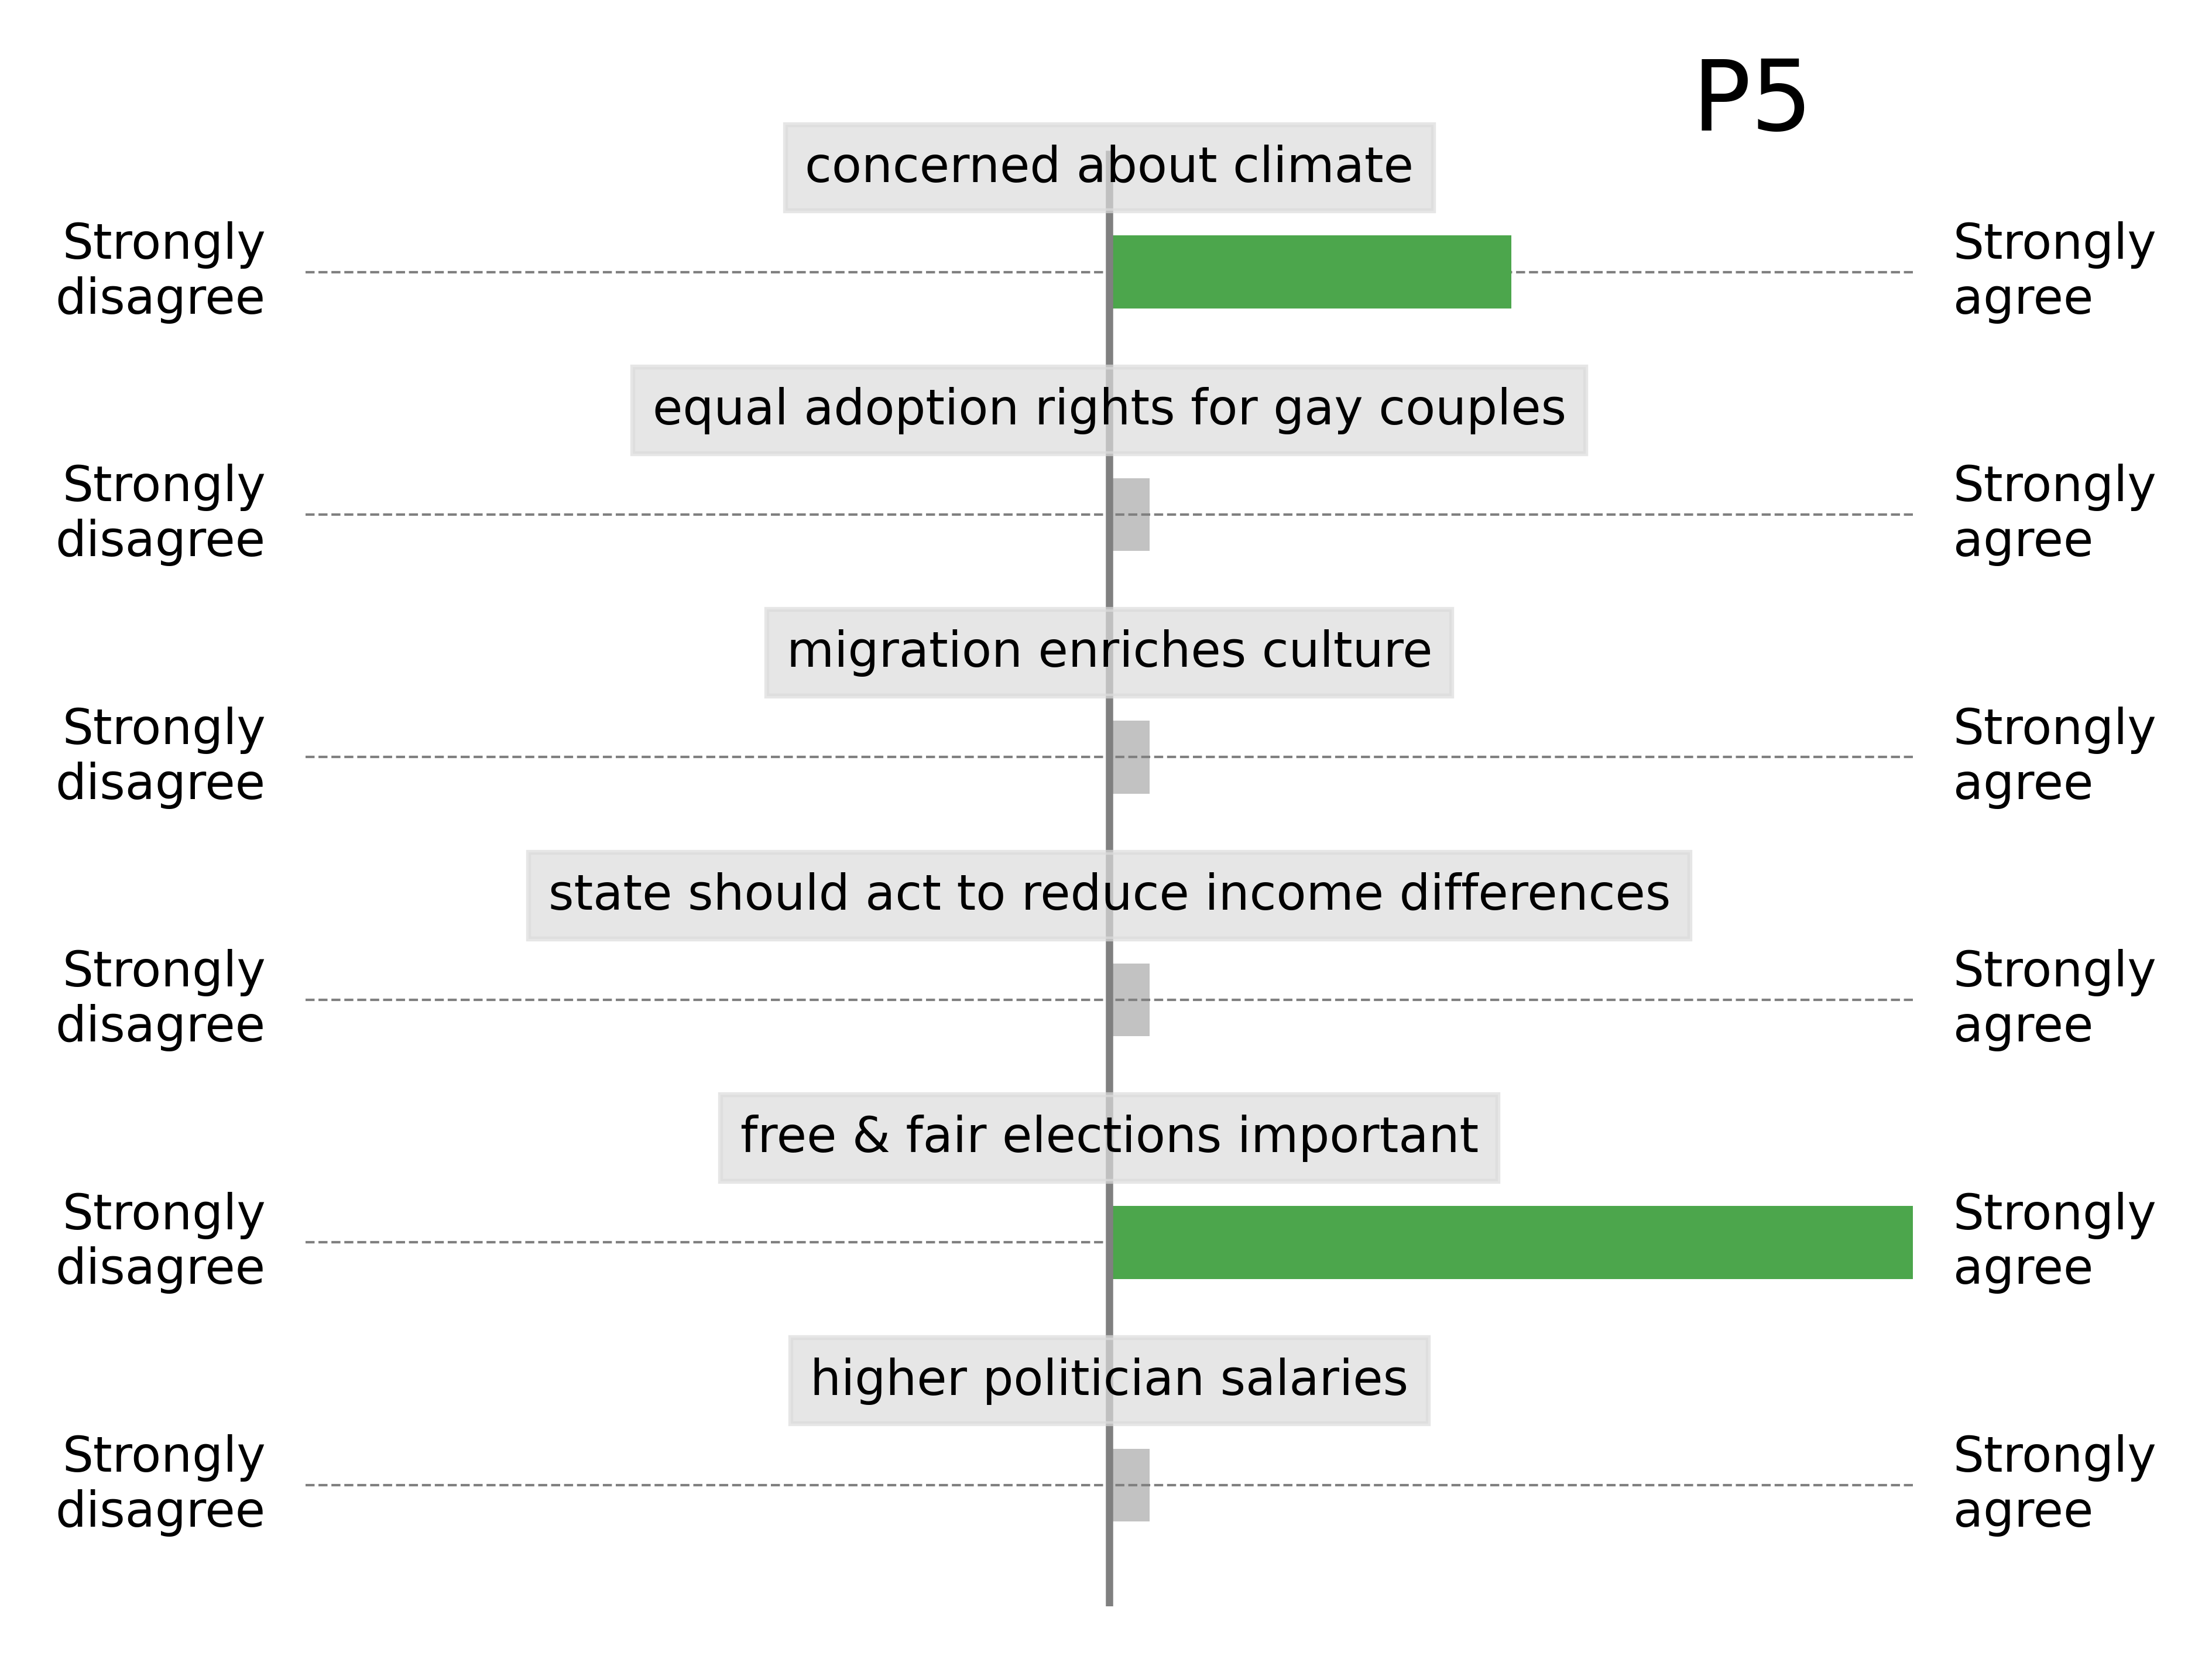 P5
concerned about climate
Strongly
disagree
Strongly
agree
equal adoption rights for gay couples
Strongly
disagree
Strongly
agree
migration enriches culture
Strongly
disagree
Strongly
agree
state should act to reduce income differences
Strongly
disagree
Strongly
agree
free & fair elections important
Strongly
disagree
Strongly
agree
higher politician salaries
Strongly
disagree
Strongly
agree